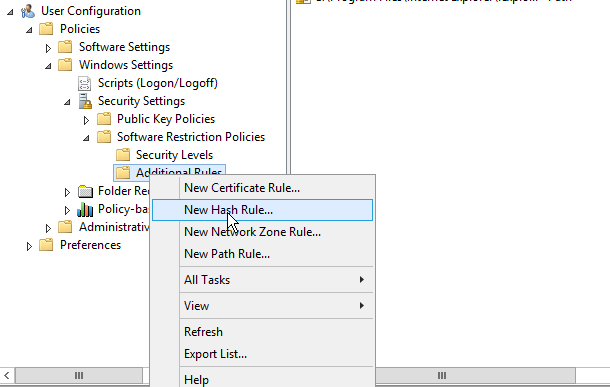 User Configuration
Policies
Software Settings
Windows Settings
Scripts (Logon/Logoff)
Security Settings
Public Key Policies
Software Restriction Policies
Security Levels
Additional Rules
Folder Re
Policy-ba
Administrativ
Preferences
New Certificate Rule...
New Hash Rule...
New Network Zone Rule...
New Path Rule...
All Tasks
View
Refresh
Export List...
Help